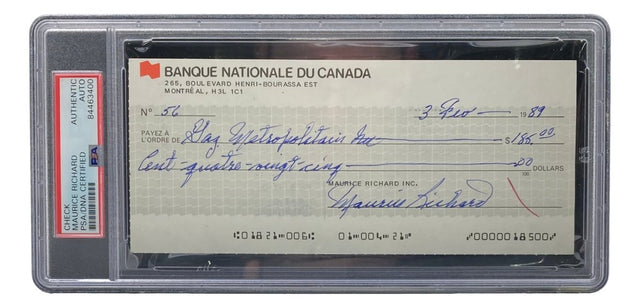 AUTHENTIC
AUTO
84463400
PSA
CHECK
MAURICE RICHARD
PSA/DNA CERTIFIED
BANQUE NATIONALE DU CANADA
265, BOULEVARD HENRI-BOURASSA EST
MONTRÉAL, H3L 1C1
N° 56 3 Fev 1989
PAYEZ À
L'ORDRE DE Gaz Metropolitain Inc $ 185.00
Cent-quatre-vingt-cinq 00/100 DOLLARS
MAURICE RICHARD INC.
Maurice Richard
⑆01821⑉006⑆ 01⑉004⑉21⑈ ⑈0000018500⑈